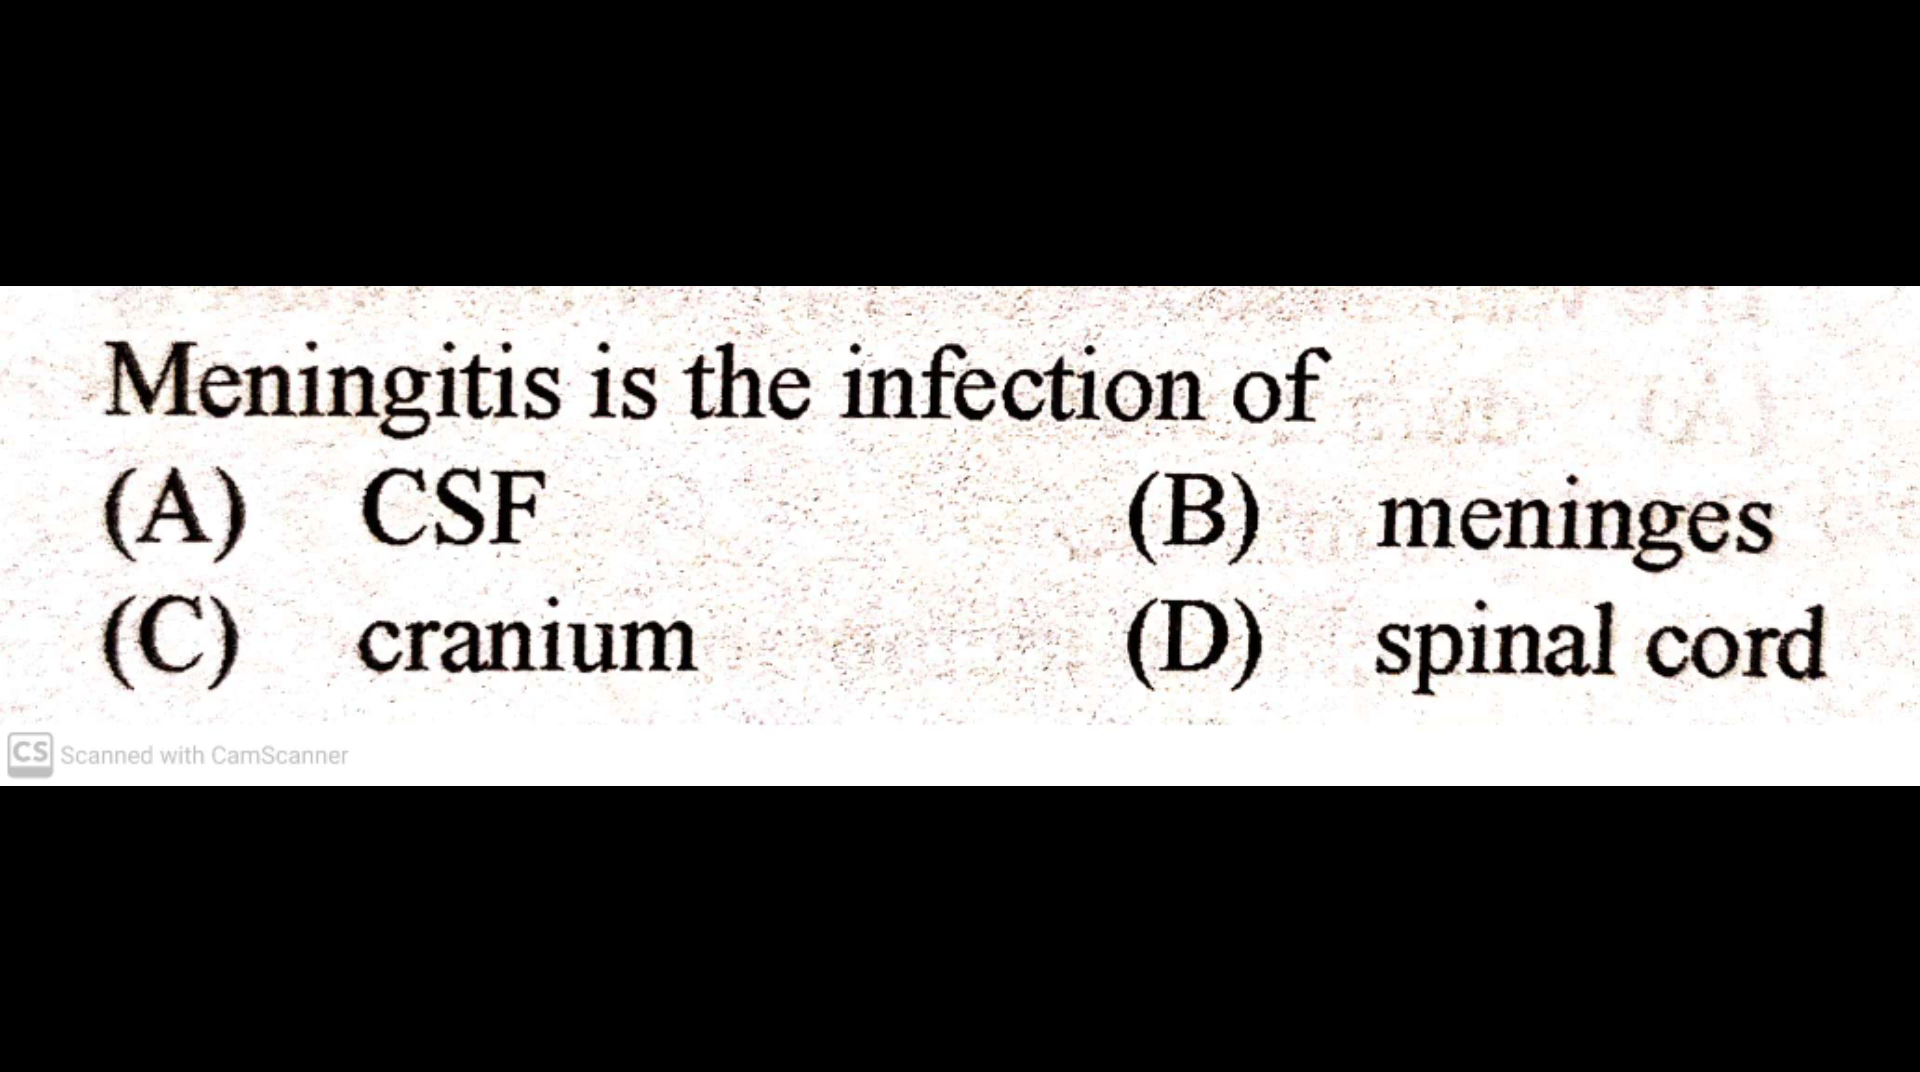 Meningitis is the infection of
(A) CSF (B) meninges
(C) cranium (D) spinal cord
CS Scanned with CamScanner